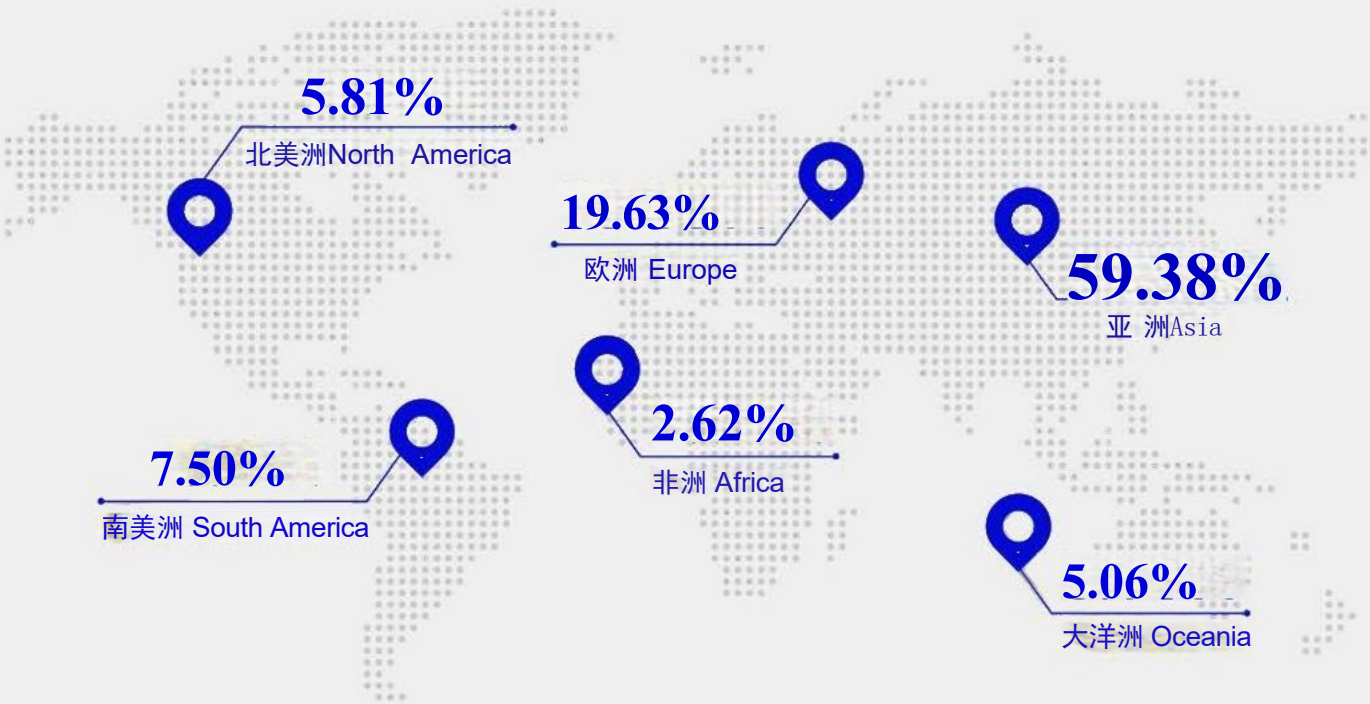 5.81%
北美洲North America
19.63%
欧洲 Europe
59.38%
亚 洲Asia
2.62%
非洲 Africa
7.50%
南美洲 South America
5.06%
大洋洲 Oceania